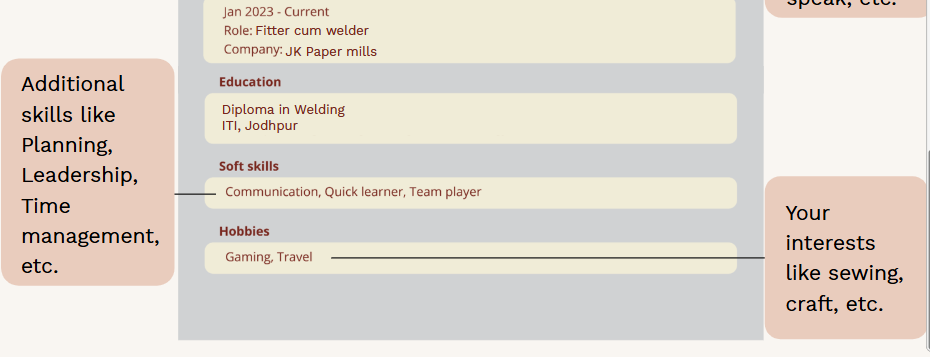 speak, etc.
Jan 2023 - Current
Role: Fitter cum welder
Company: JK Paper mills
Education
Diploma in Welding
ITI, Jodhpur
Soft skills
Communication, Quick learner, Team player
Hobbies
Gaming, Travel
Additional
skills like
Planning,
Leadership,
Time
management,
etc.
Your
interests
like sewing,
craft, etc.